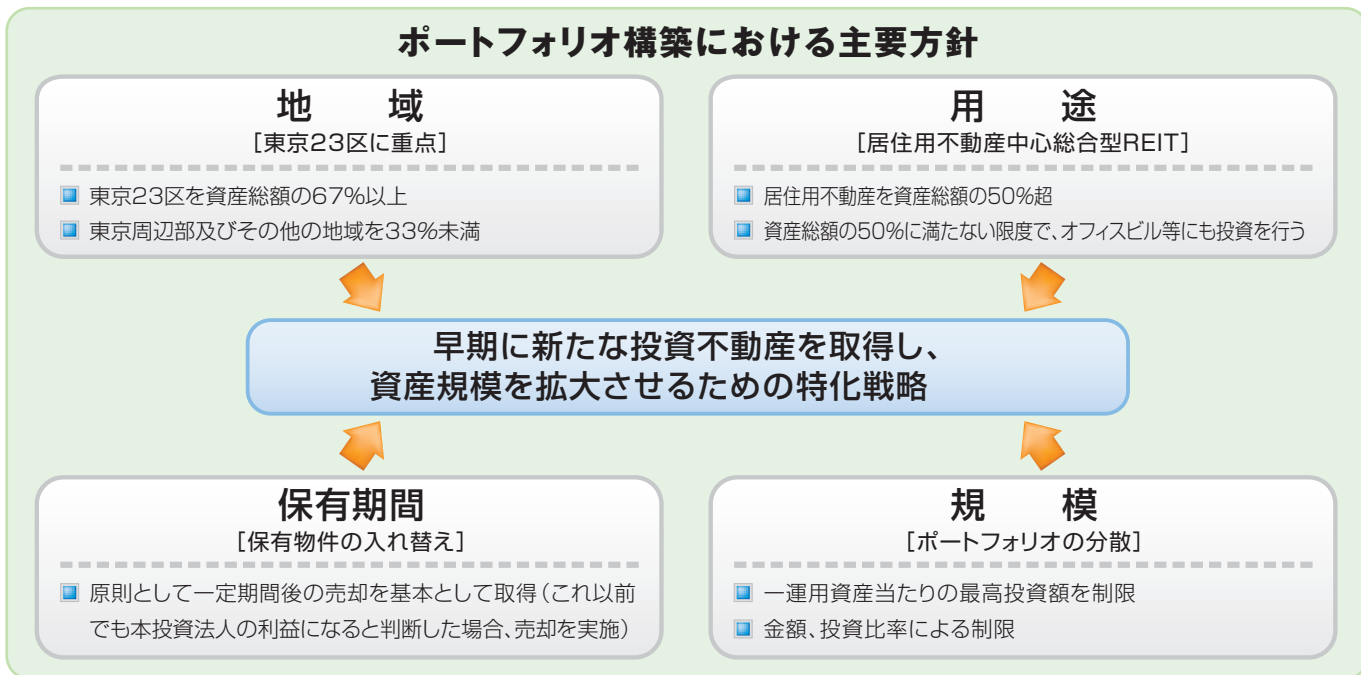 ポートフォリオ構築における主要方針
地 域
[東京23区に重点]
東京23区を資産総額の67%以上
東京周辺部及びその他の地域を33%未満
用 途
[居住用不動産中心総合型REIT]
居住用不動産を資産総額の50%超
資産総額の50%に満たない限度で、オフィスビル等にも投資を行う
早期に新たな投資不動産を取得し、
資産規模を拡大させるための特化戦略
保有期間
[保有物件の入れ替え]
原則として一定期間後の売却を基本として取得(これ以前
でも本投資法人の利益になると判断した場合、売却を実施)
規 模
[ポートフォリオの分散]
一運用資産当たりの最高投資額を制限
金額、投資比率による制限